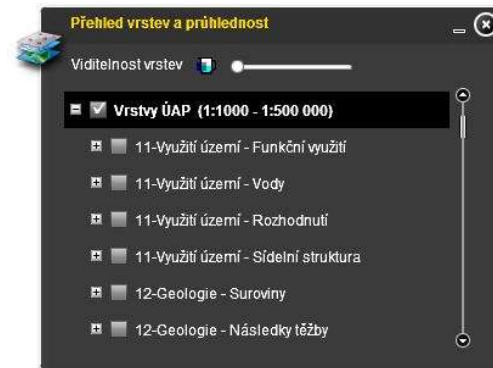 Přehled vrstev a průhlednost
Viditelnost vrstev
Vrstvy ÚAP (1:1000 - 1:500 000)
11-Využití území - Funkční využití
11-Využití území - Vody
11-Využití území - Rozhodnutí
11-Využití území - Sídelní struktura
12-Geologie - Suroviny
12-Geologie - Následky těžby